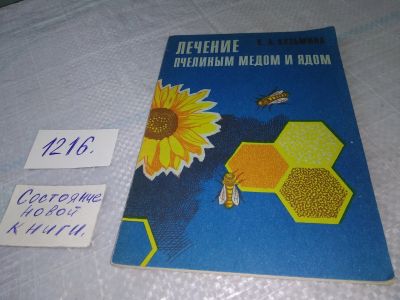 К. А. КУЗЬМИНА
ЛЕЧЕНИЕ
ПЧЕЛИНЫМ МЕДОМ И ЯДОМ
1216.
Состояние
новой
книги.